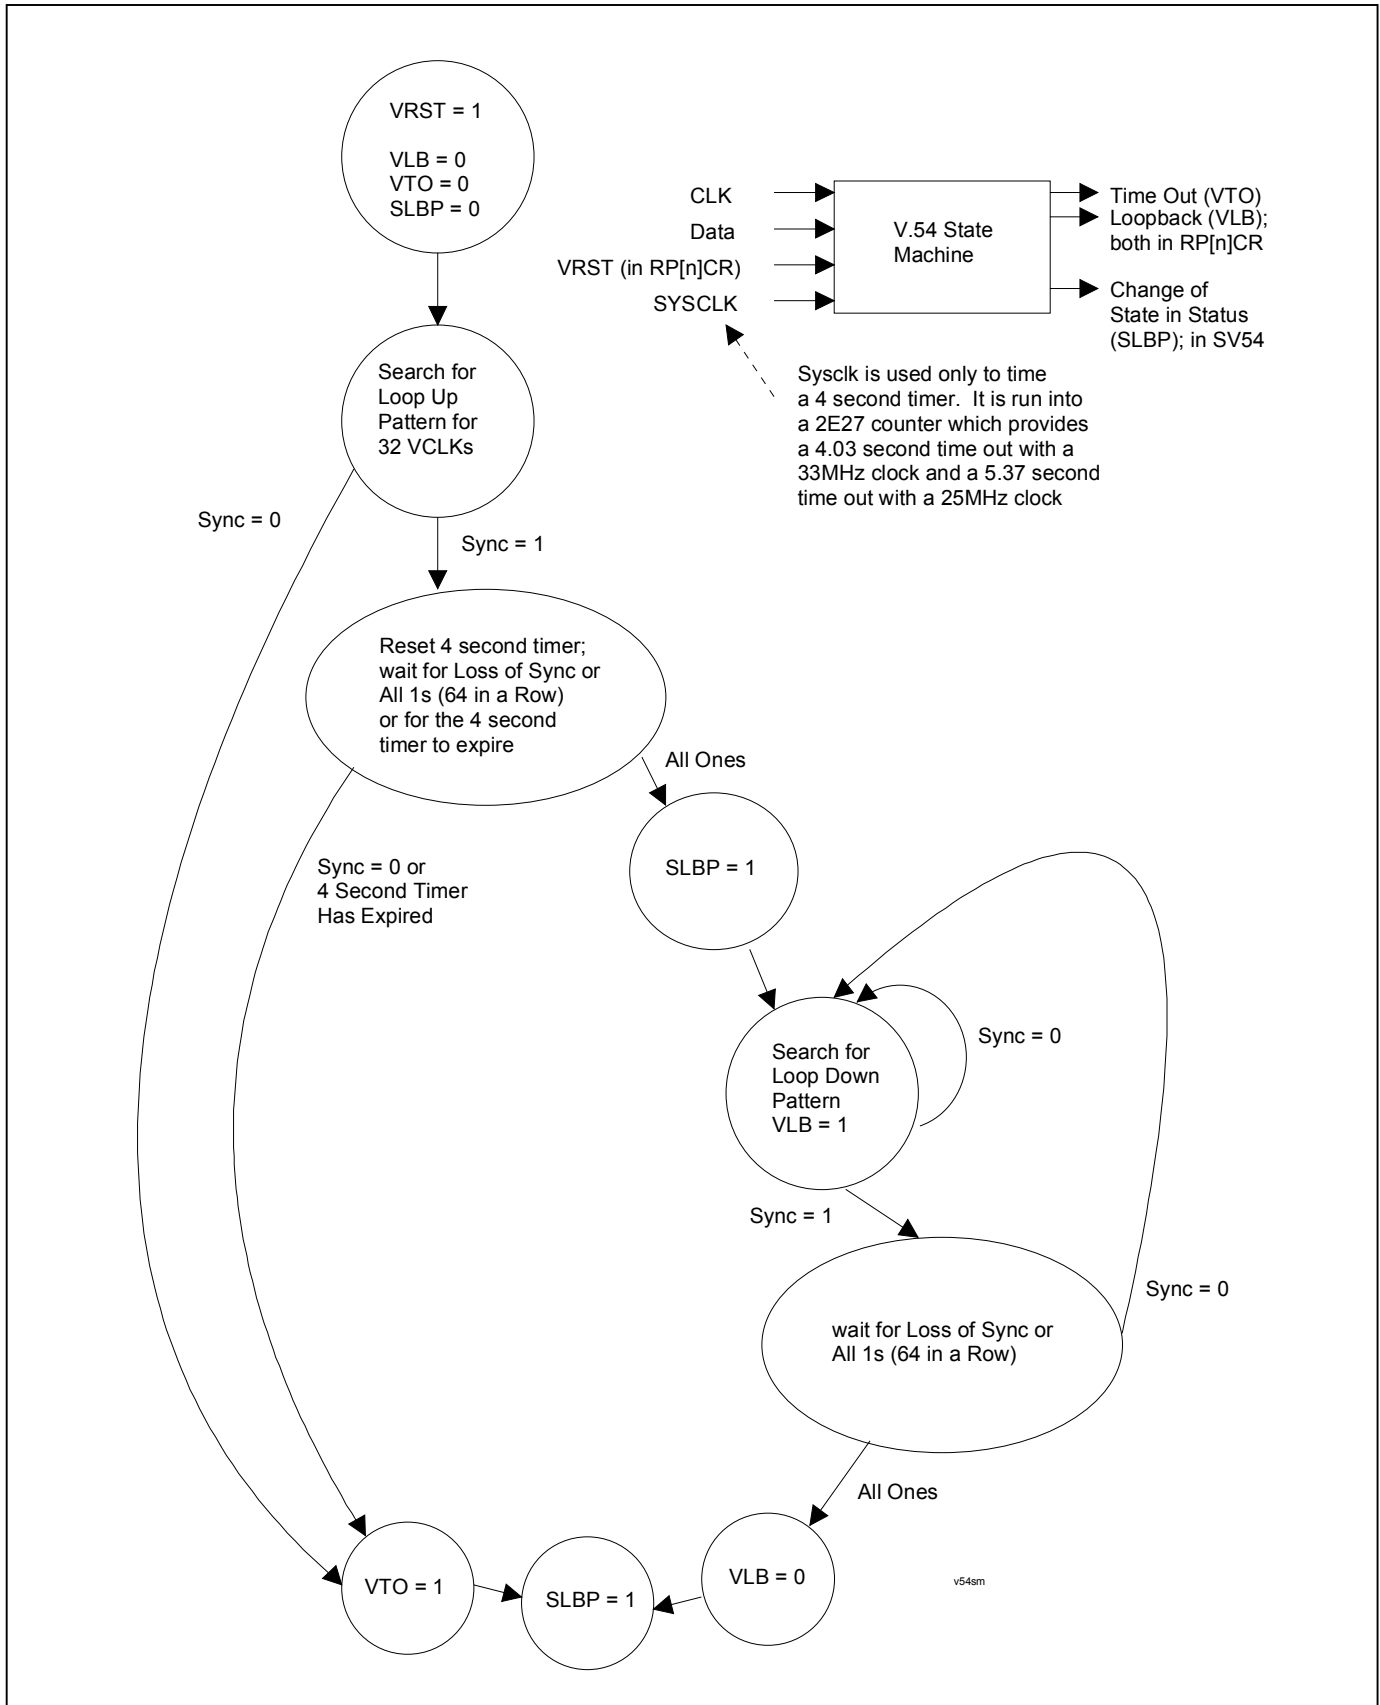 VRST = 1
VLB = 0
VTO = 0
SLBP = 0
CLK
Data
VRST (in RP[n]CR)
SYSCLK
V.54 State
Machine
Time Out (VTO)
Loopback (VLB);
both in RP[n]CR
Change of
State in Status
(SLBP); in SV54
Sysclk is used only to time
a 4 second timer.  It is run into
a 2E27 counter which provides
a 4.03 second time out with a
33MHz clock and a 5.37 second
time out with a 25MHz clock
Search for
Loop Up
Pattern for
32 VCLKs
Sync = 0
Sync = 1
Reset 4 second timer;
wait for Loss of Sync or
All 1s (64 in a Row)
or for the 4 second
timer to expire
All Ones
Sync = 0 or
4 Second Timer
Has Expired
SLBP = 1
Search for
Loop Down
Pattern
VLB = 1
Sync = 0
Sync = 1
wait for Loss of Sync or
All 1s (64 in a Row)
Sync = 0
All Ones
VTO = 1
SLBP = 1
VLB = 0
v54sm